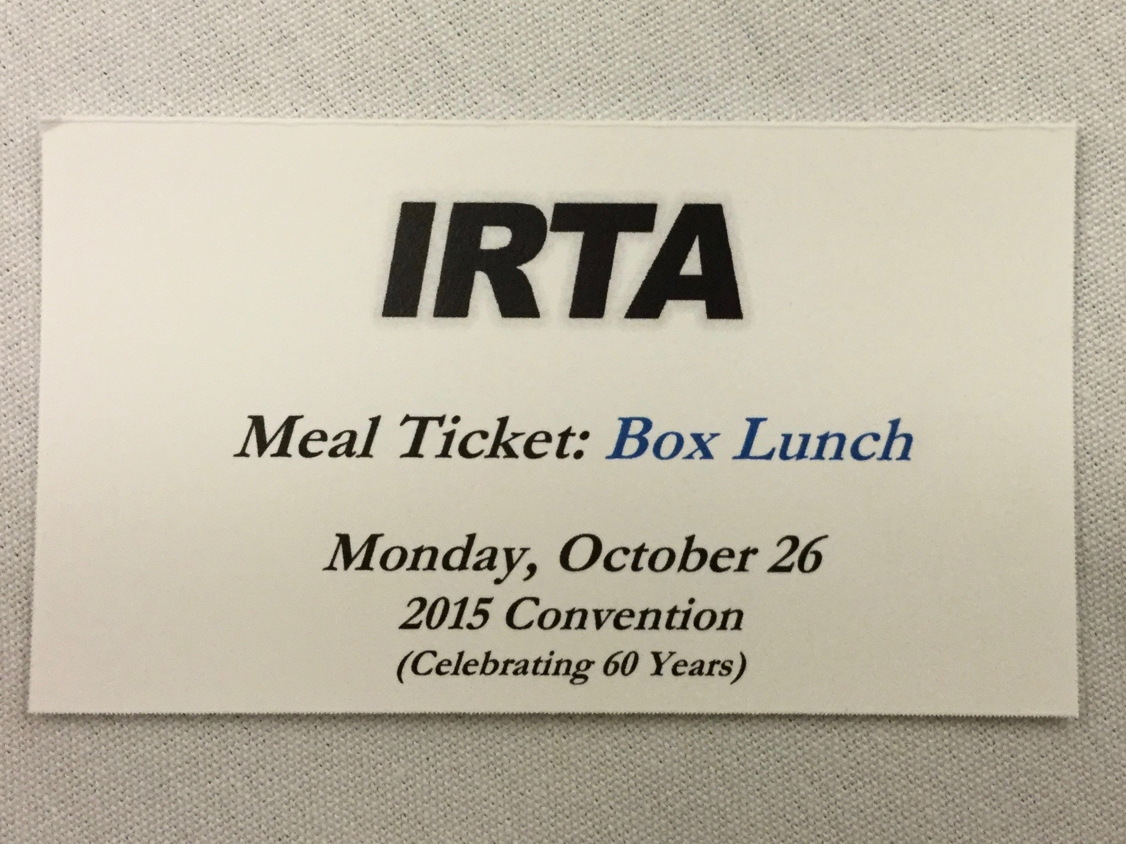 IRTA
Meal Ticket: Box Lunch
Monday, October 26
2015 Convention
(Celebrating 60 Years)